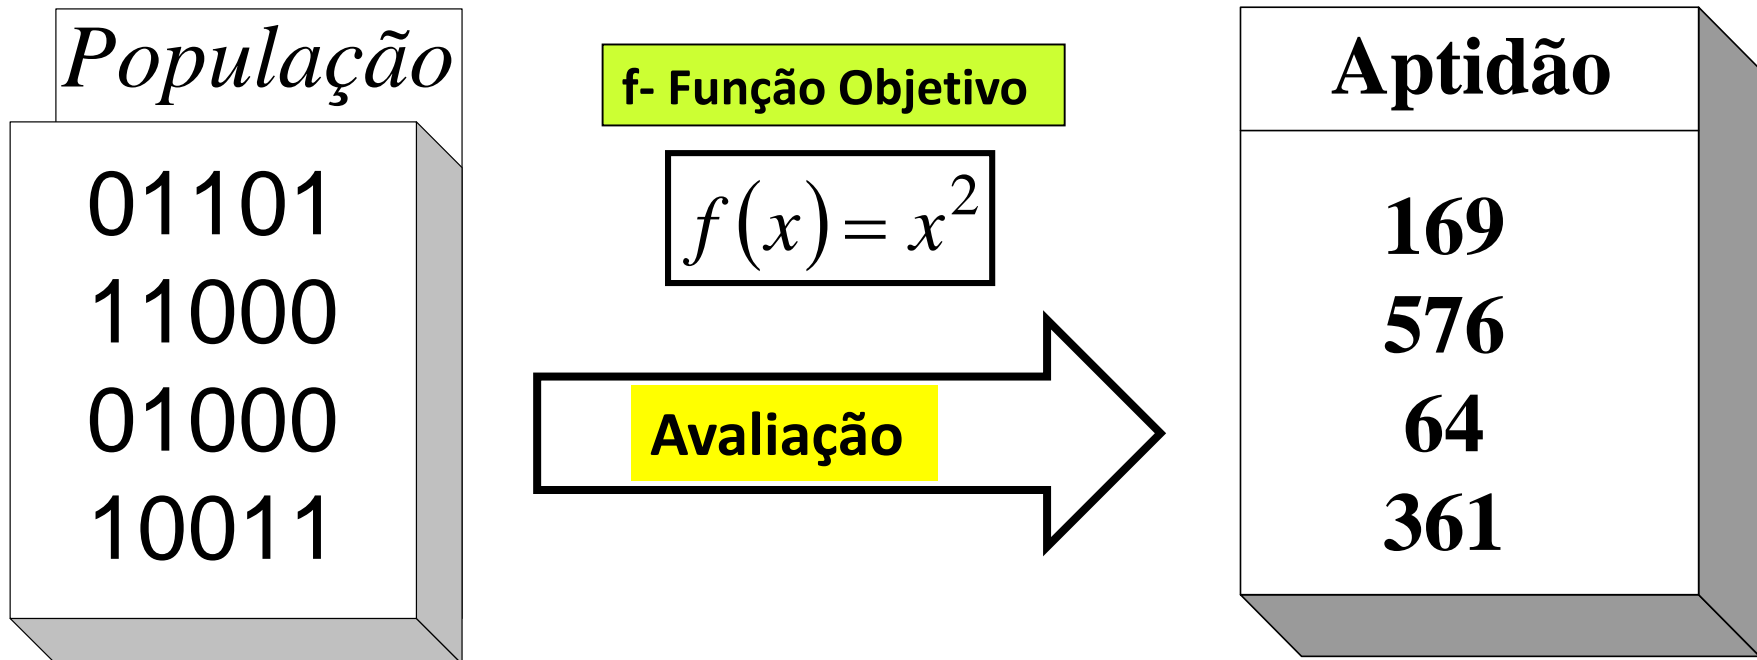 População
01101
11000
01000
10011
f- Função Objetivo
f(x) = x²
Avaliação
Aptidão
169
576
64
361